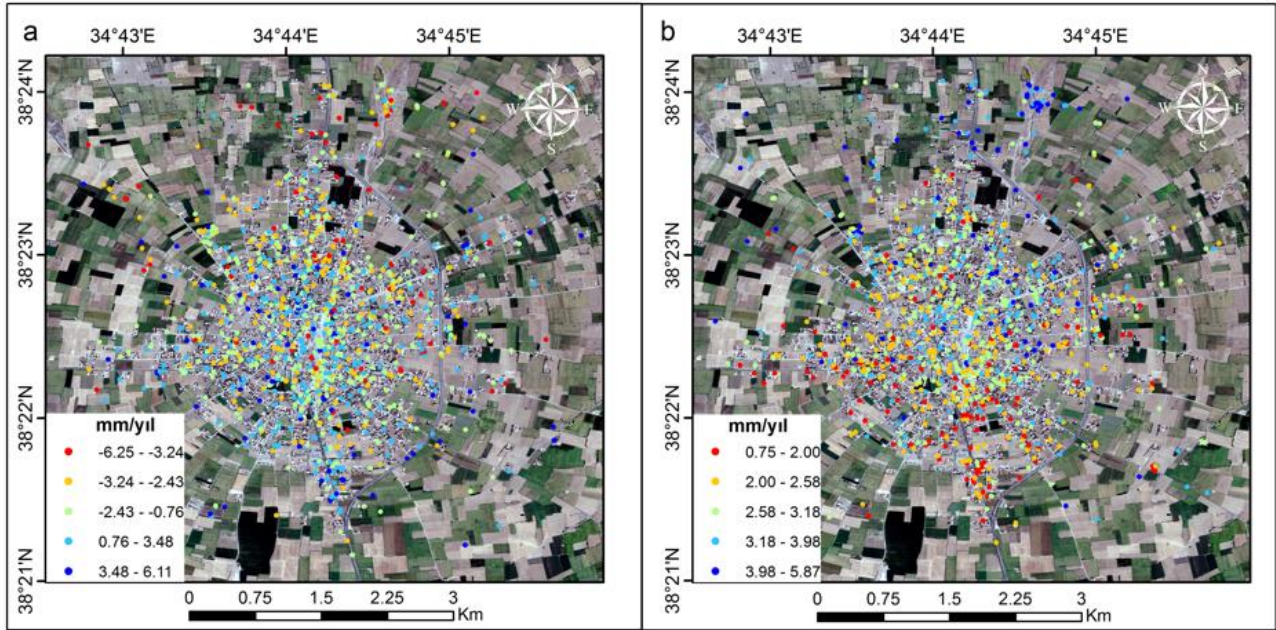 a
34°43'E 34°44'E 34°45'E
38°24'N
38°23'N
38°22'N
38°21'N
N
W E
S
mm/yıl
-6.25 - -3.24
-3.24 - -2.43
-2.43 - -0.76
0.76 - 3.48
3.48 - 6.11
0 0.75 1.5 2.25 3
Km
b
34°43'E 34°44'E 34°45'E
38°24'N
38°23'N
38°22'N
38°21'N
N
W E
S
mm/yıl
0.75 - 2.00
2.00 - 2.58
2.58 - 3.18
3.18 - 3.98
3.98 - 5.87
0 0.75 1.5 2.25 3
Km